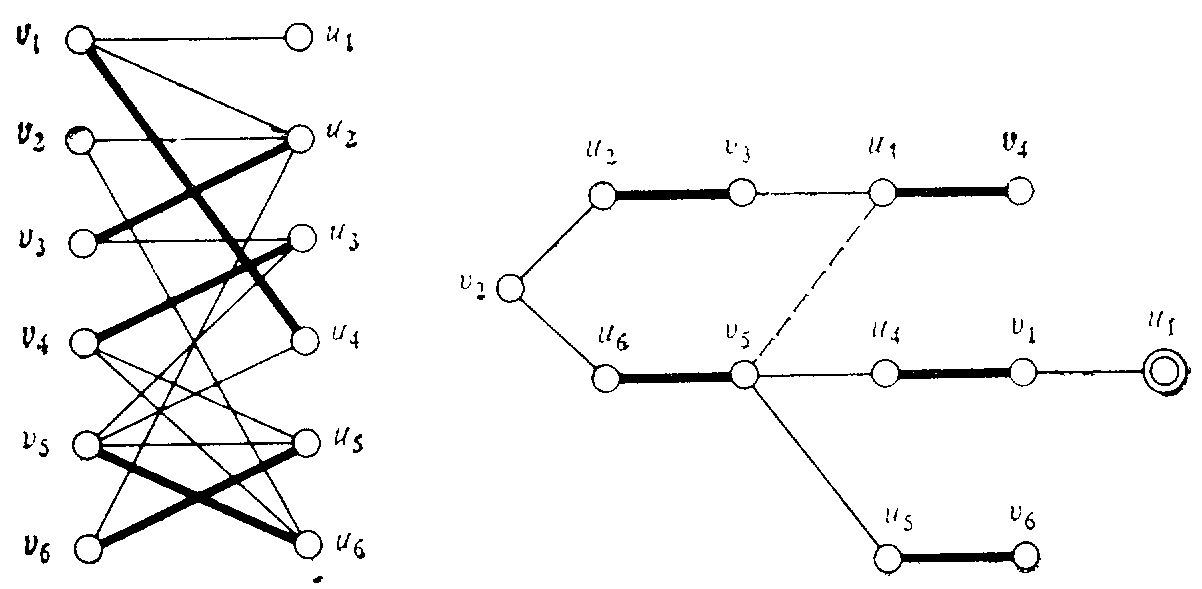 v₁ u₁
v₂ u₂
v₃ u₃
v₄ u₄
v₅ u₅
v₆ u₆
u₂ v₃ v₄
v₂
u₆ v₅ u₄ v₁ u₁
u₅ v₆